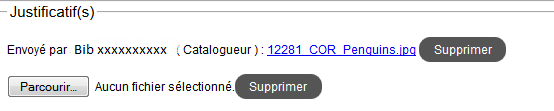 Justificatif(s)
Envoyé par Bib xxxxxxxxxx ( Catalogueur ) : 12281_COR_Penguins.jpg Supprimer
Parcourir... Aucun fichier sélectionné. Supprimer